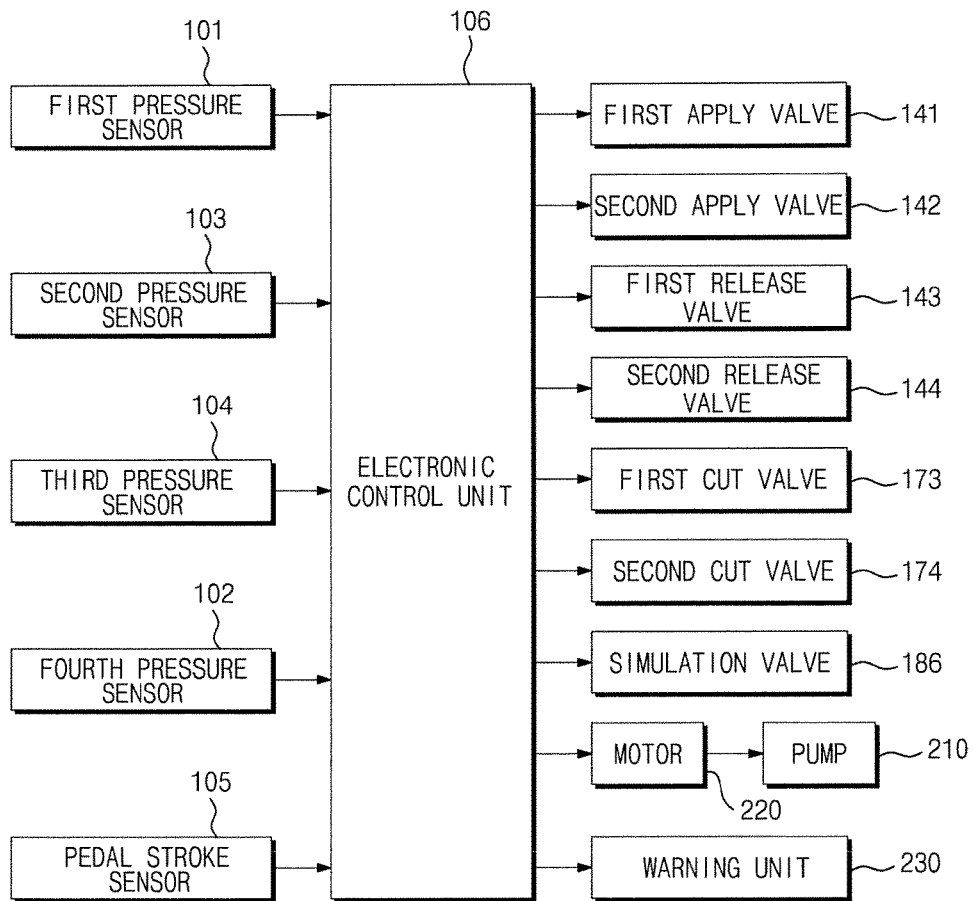 101
FIRST PRESSURE
SENSOR
103
SECOND PRESSURE
SENSOR
104
THIRD PRESSURE
SENSOR
102
FOURTH PRESSURE
SENSOR
105
PEDAL STROKE
SENSOR
106
ELECTRONIC
CONTROL UNIT
FIRST APPLY VALVE
141
SECOND APPLY VALVE
142
FIRST RELEASE
VALVE
143
SECOND RELEASE
VALVE
144
FIRST CUT VALVE
173
SECOND CUT VALVE
174
SIMULATION VALVE
186
MOTOR
220
PUMP
210
WARNING UNIT
230